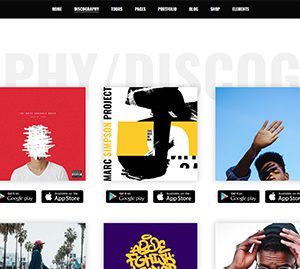 HOME DISCOGRAPHY TOURS PAGES PORTFOLIO BLOG SHOP ELEMENTS
PHY/DISCOG
MARC SIMPSON PROJECT
Get it on Google play
Available on the App Store
Get it on Google play
Available on the App Store
Get it on Google play
Available on the App Store